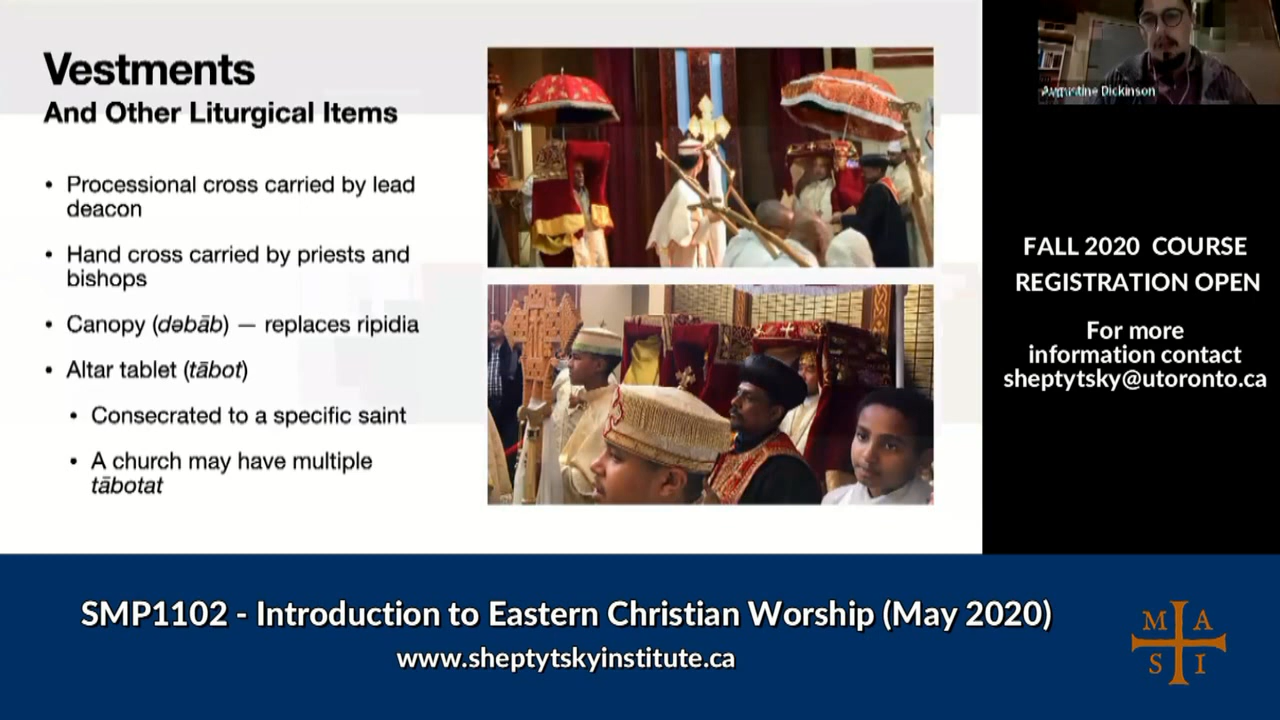 Vestments
And Other Liturgical Items
• Processional cross carried by lead
deacon
• Hand cross carried by priests and
bishops
• Canopy (dəbāb) — replaces ripidia
• Altar tablet (tābot)
• Consecrated to a specific saint
• A church may have multiple
tābotat
Augustine Dickinson
FALL 2020 COURSE
REGISTRATION OPEN
For more
information contact
sheptytsky@utoronto.ca
SMP1102 - Introduction to Eastern Christian Worship (May 2020)
www.sheptytskyinstitute.ca
M A
S I